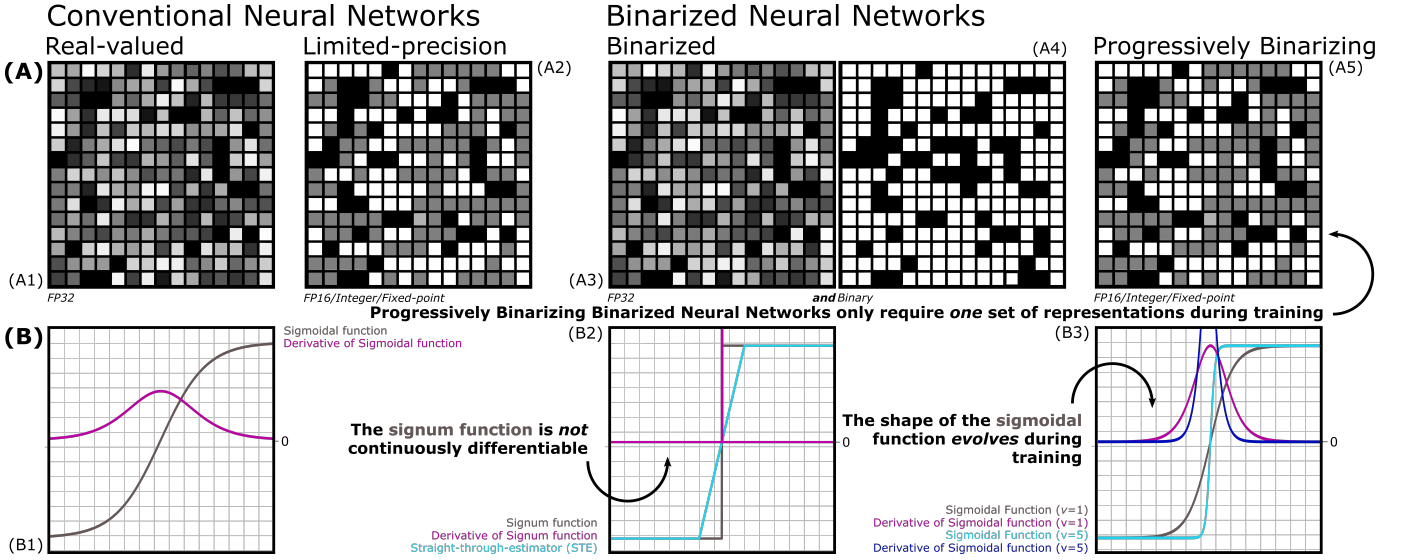 Conventional Neural Networks
Binarized Neural Networks
Real-valued
Limited-precision
Binarized
(A4)
Progressively Binarizing
(A)
(A2)
(A5)
(A1)
(A3)
FP32
FP16/Integer/Fixed-point
FP32
and Binary
FP16/Integer/Fixed-point
Progressively Binarizing Binarized Neural Networks only require one set of representations during training
(B)
Sigmoidal function
Derivative of Sigmoidal function
(B2)
(B3)
The signum function is not
continuously differentiable
0
0
0
The shape of the sigmoidal
function evolves during
training
Signum function
Derivative of Signum function
Straight-through-estimator (STE)
Sigmoidal Function (v=1)
Derivative of Sigmoidal function (v=1)
Sigmoidal Function (v=5)
Derivative of Sigmoidal function (v=5)
(B1)